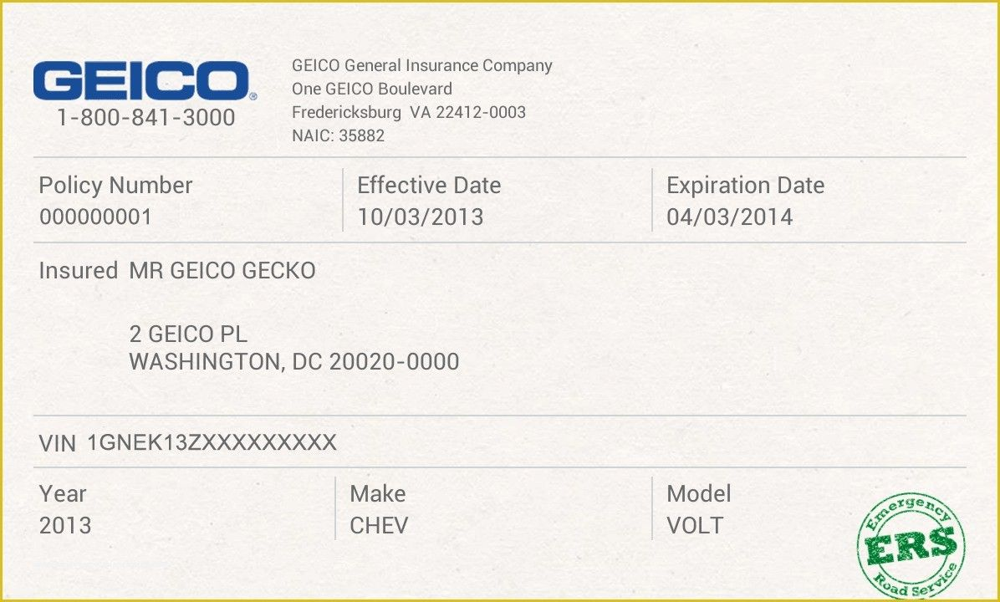 GEICO®
1-800-841-3000
GEICO General Insurance Company
One GEICO Boulevard
Fredericksburg VA 22412-0003
NAIC: 35882
Policy Number
000000001
Effective Date
10/03/2013
Expiration Date
04/03/2014
Insured MR GEICO GECKO
2 GEICO PL
WASHINGTON, DC 20020-0000
VIN 1GNEK13ZXXXXXXXXX
Year
2013
Make
CHEV
Model
VOLT
Emergency
ERS
Road Service